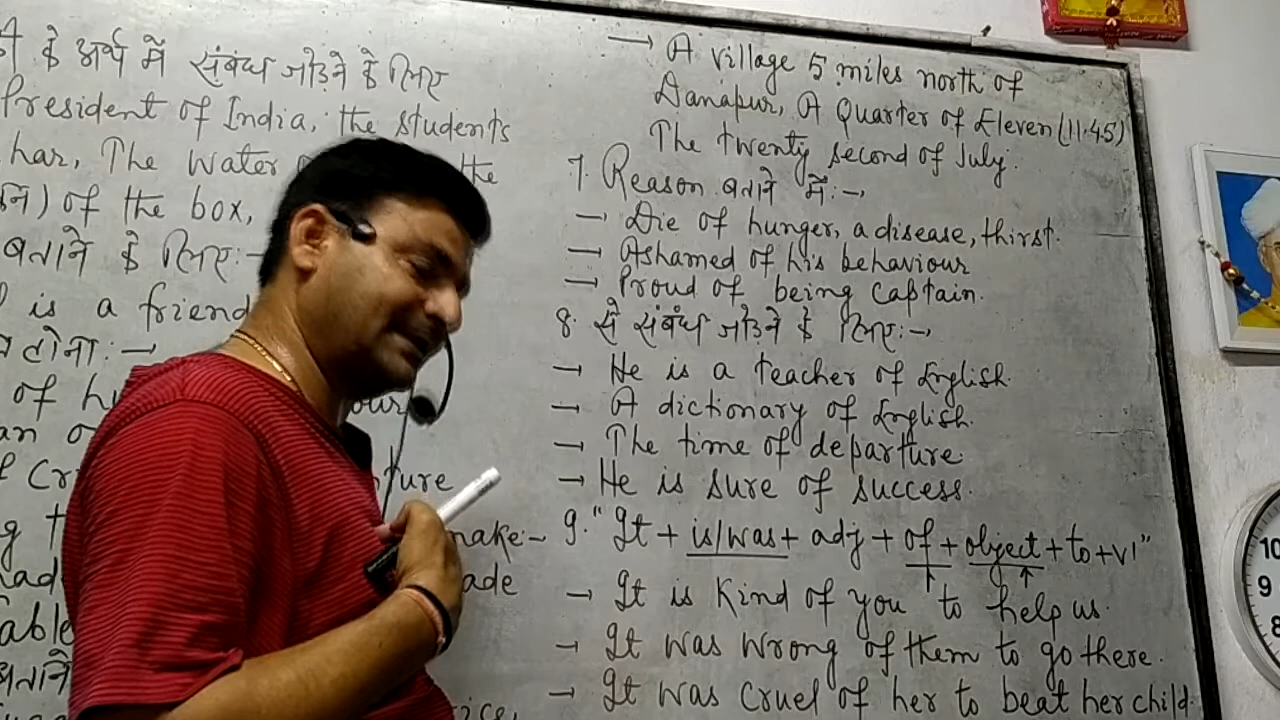 के अर्थ में संबंध जोड़ने के लिए
President of India, the students
har, The water the
of the box,
बताने के लिए:-
is a friend
होना: →
of
ture
make-
ade
→ A village 5 miles north of
Danapur, A Quarter of Eleven (11.45)
The twenty second of July.
7. Reason बताने में:→
→ Die of hunger, a disease, thirst.
→ Ashamed of his behaviour
→ Proud of being captain.
8. से संबंध जोड़ने के लिए:→
→ He is a teacher of English.
→ A dictionary of English.
→ The time of departure.
→ He is sure of success.
9. "It + is/was + adj + of + object + to + v1"
→ It is kind of you to help us.
→ It was wrong of them to go there.
→ It was cruel of her to beat her child.
10
9
8